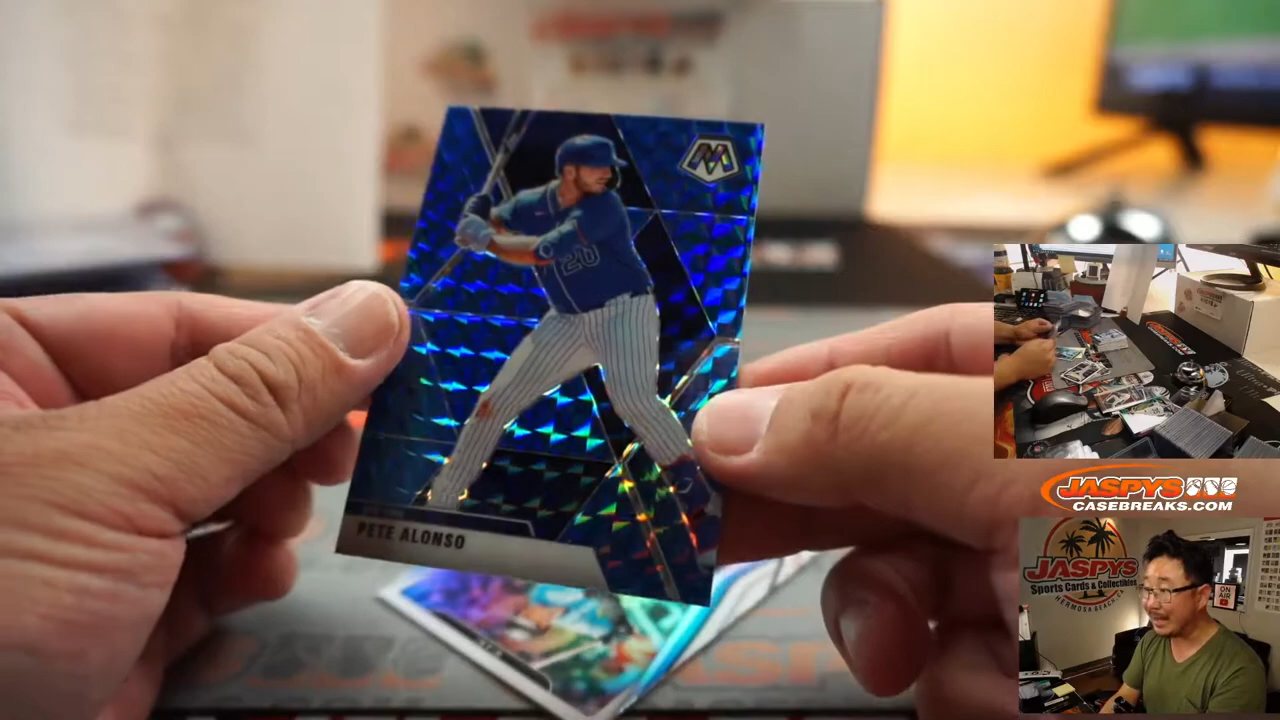 M
20
PETE ALONSO
JASPYS
CASEBREAKS.COM
JASPYS
Sports Cards & Collectibles
HERMOSA BEACH
ON
AIR